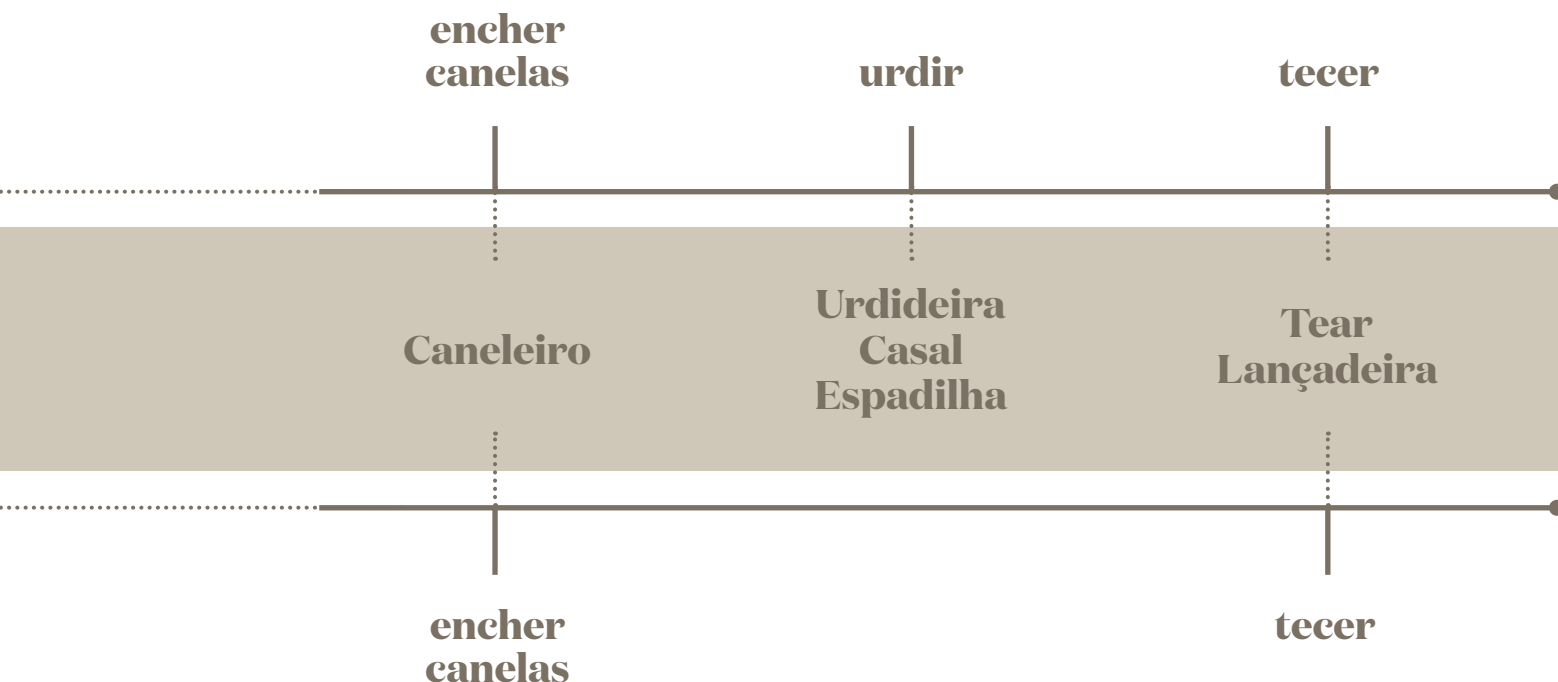 encher
canelas
urdir
tecer
Caneleiro
Urdideira
Casal
Espadilha
Tear
Lançadeira
encher
canelas
tecer